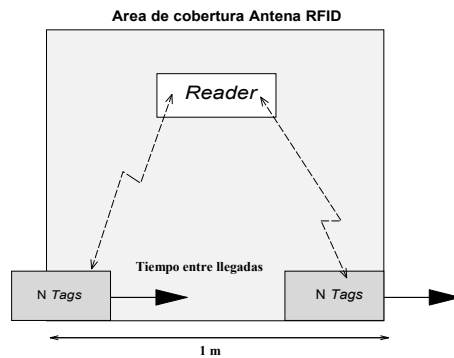 Area de cobertura Antena RFID
Reader
Tiempo entre llegadas
N Tags
N Tags
1 m